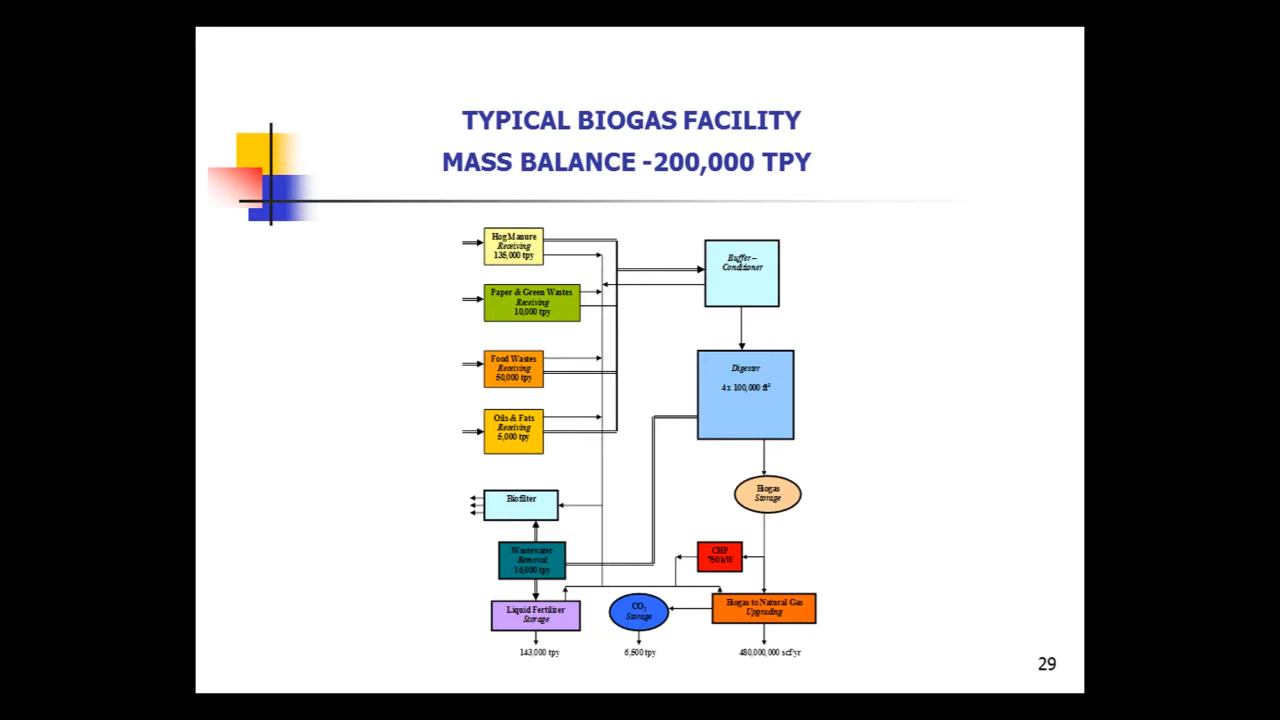 TYPICAL BIOGAS FACILITY
MASS BALANCE -200,000 TPY
Hog Manure
Receiving
135,000 tpy
Buffer –
Conditioner
Paper & Green Wastes
Receiving
10,000 tpy
Food Wastes
Receiving
50,000 tpy
Digester
4 x 100,000 ft³
Oils & Fats
Receiving
5,000 tpy
Biogas
Storage
Biofilter
Wastewater
Removal
16,000 tpy
CHP
750 kW
Liquid Fertilizer
Storage
CO₂
Storage
Biogas to Natural Gas
Upgrading
143,000 tpy
6,500 tpy
480,000,000 scf/yr
29